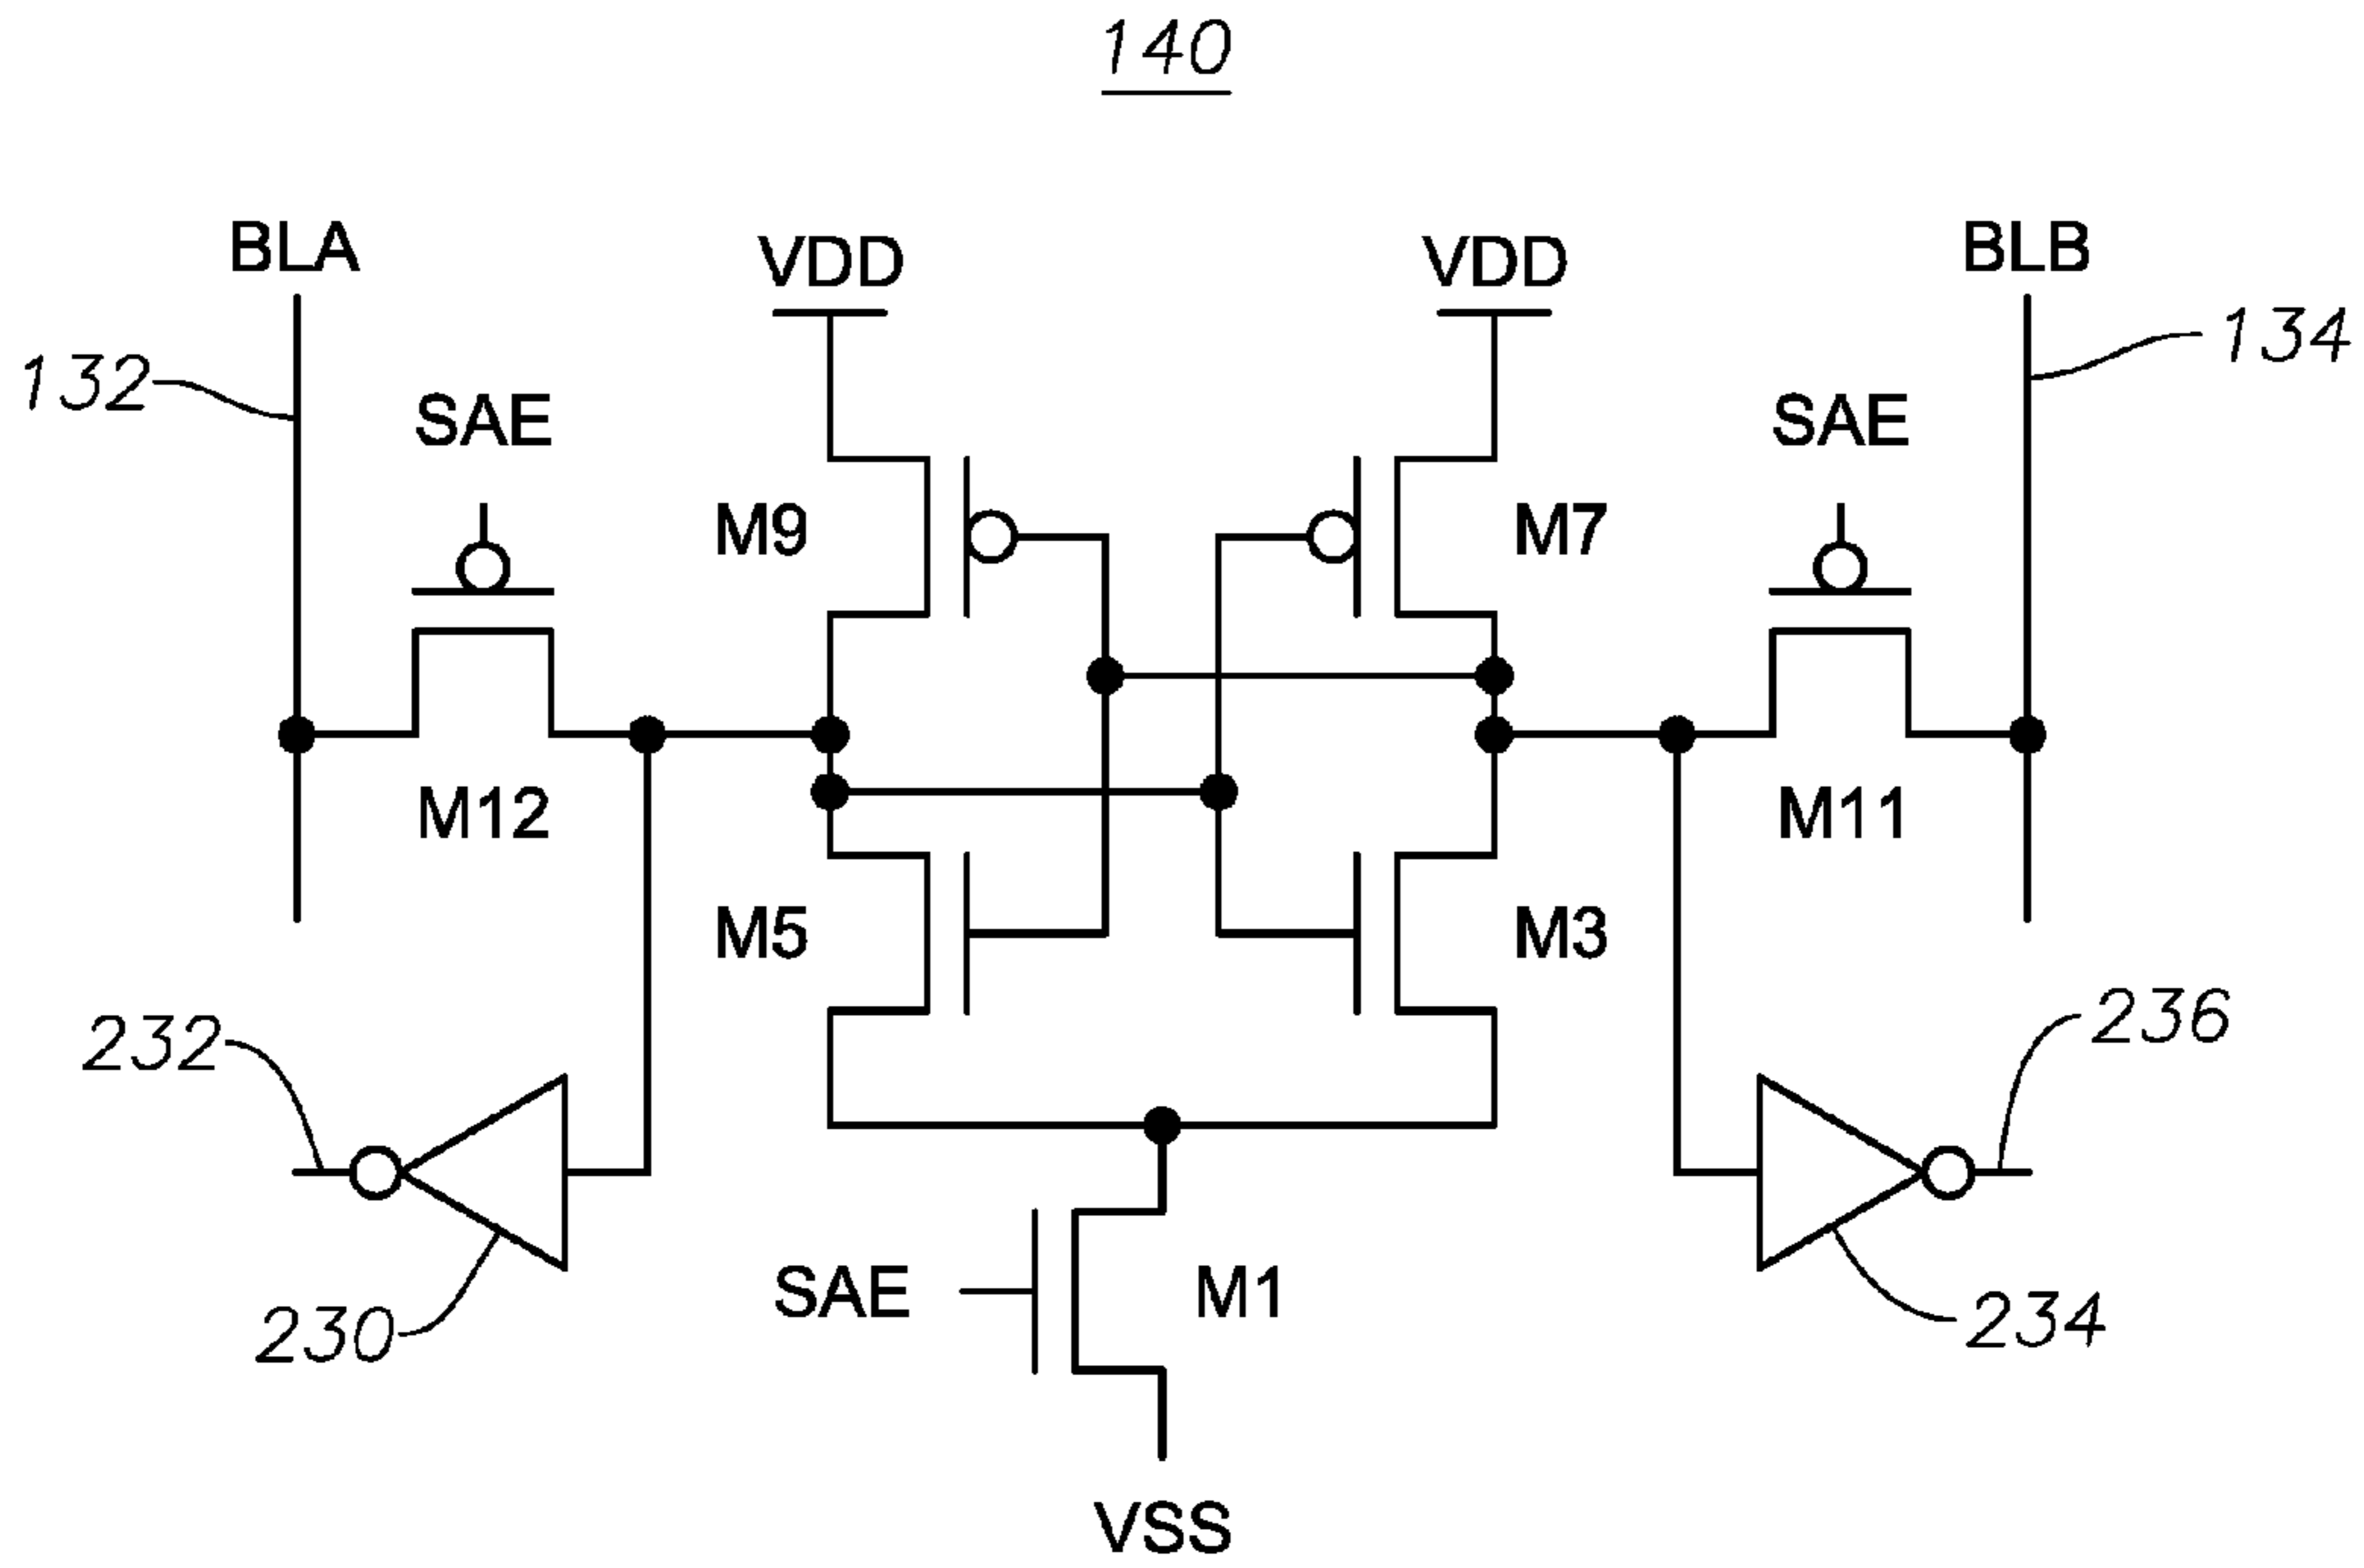 140
BLA
VDD
VDD
BLB
132
134
SAE
SAE
M9
M7
M12
M11
M5
M3
232
236
230
SAE
M1
234
VSS